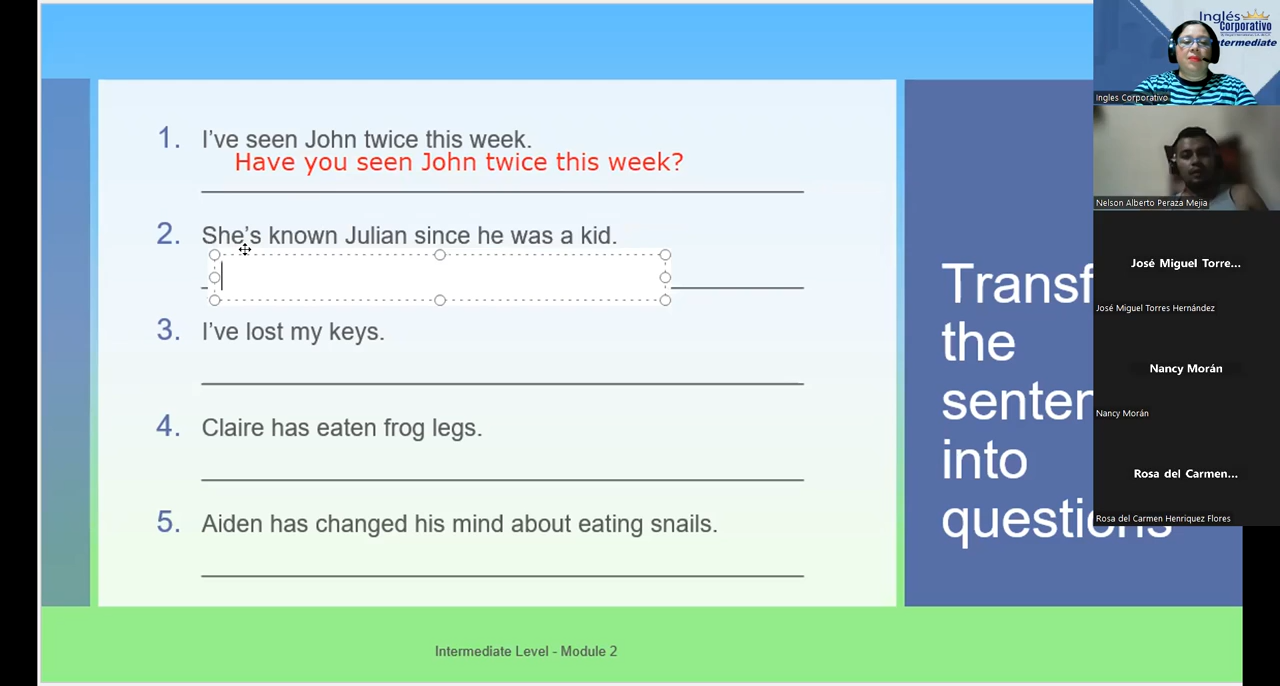 1. I've seen John twice this week.
Have you seen John twice this week?
2. She's known Julian since he was a kid.
3. I've lost my keys.
4. Claire has eaten frog legs.
5. Aiden has changed his mind about eating snails.
Intermediate Level - Module 2
Transf
the
senten
into
questions
Inglés
Corporativo
Intermediate
Ingles Corporativo
Nelson Alberto Peraza Mejia
José Miguel Torre...
José Miguel Torres Hernández
Nancy Morán
Nancy Morán
Rosa del Carmen...
Rosa del Carmen Henriquez Flores